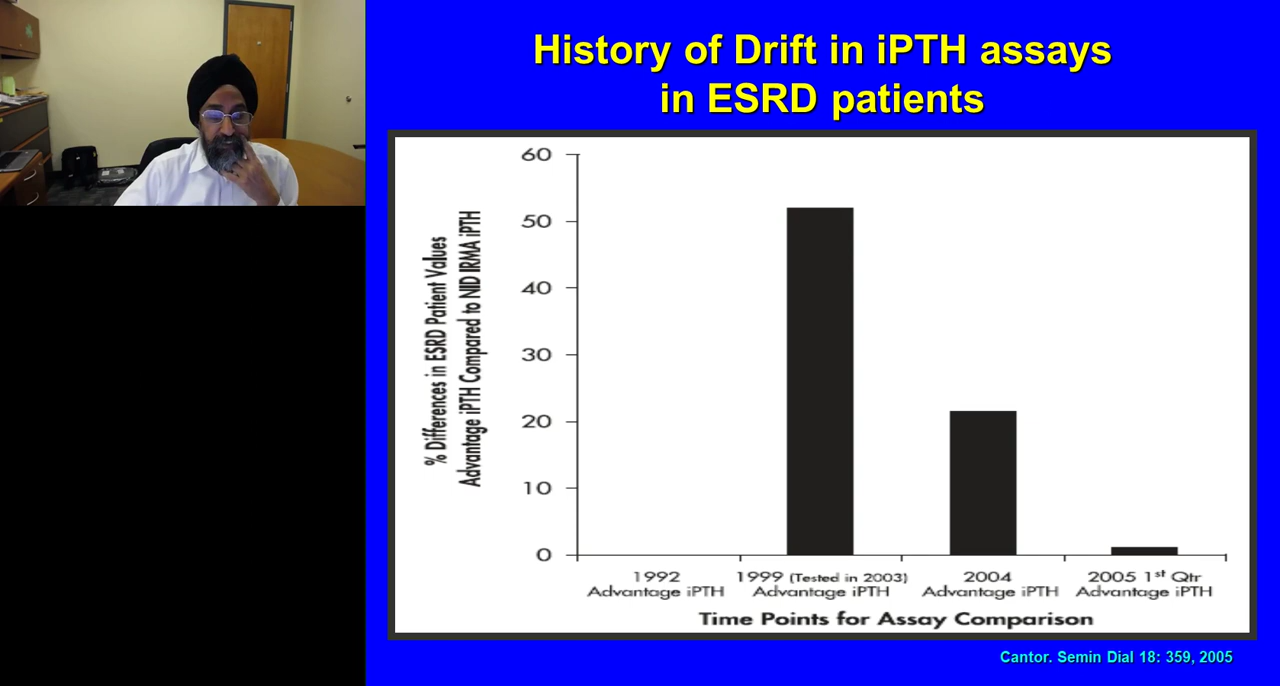 History of Drift in iPTH assays
in ESRD patients
% Differences in ESRD Patient Values
Advantage iPTH Compared to NID IRMA iPTH
60
50
40
30
20
10
0
1992
Advantage iPTH
1999 (Tested in 2003)
Advantage iPTH
2004
Advantage iPTH
2005 1st Qtr
Advantage iPTH
Time Points for Assay Comparison
Cantor. Semin Dial 18: 359, 2005